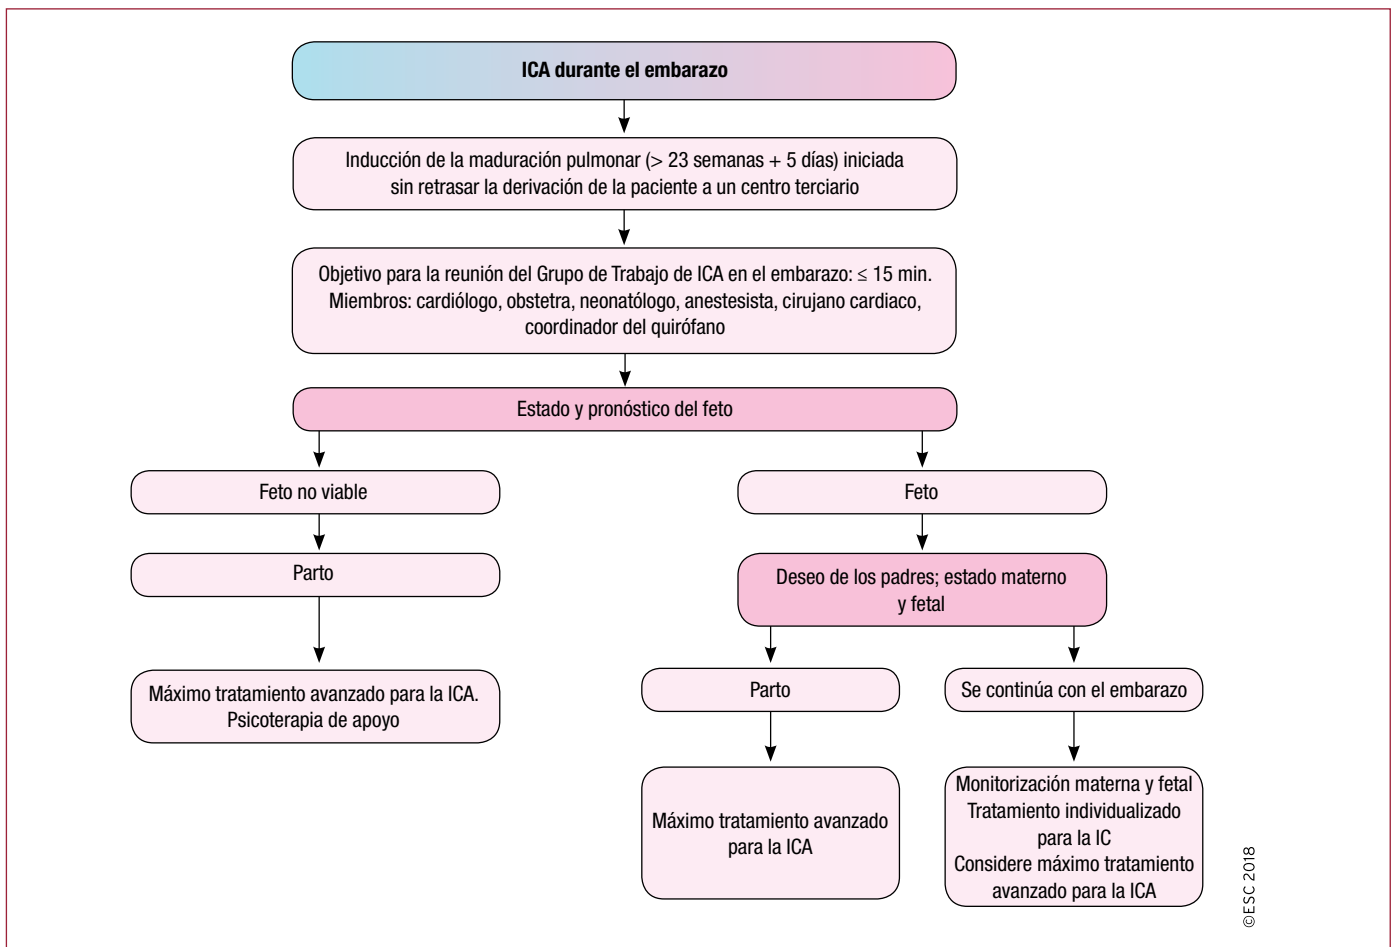 ICA durante el embarazo
Inducción de la maduración pulmonar (> 23 semanas + 5 días) iniciada
sin retrasar la derivación de la paciente a un centro terciario
Objetivo para la reunión del Grupo de Trabajo de ICA en el embarazo: ≤ 15 min.
Miembros: cardiólogo, obstetra, neonatólogo, anestesista, cirujano cardiaco,
coordinador del quirófano
Estado y pronóstico del feto
Feto no viable
Feto
Parto
Deseo de los padres; estado materno
y fetal
Máximo tratamiento avanzado para la ICA.
Psicoterapia de apoyo
Parto
Se continúa con el embarazo
Máximo tratamiento avanzado
para la ICA
Monitorización materna y fetal
Tratamiento individualizado
para la IC
Considere máximo tratamiento
avanzado para la ICA
©ESC 2018